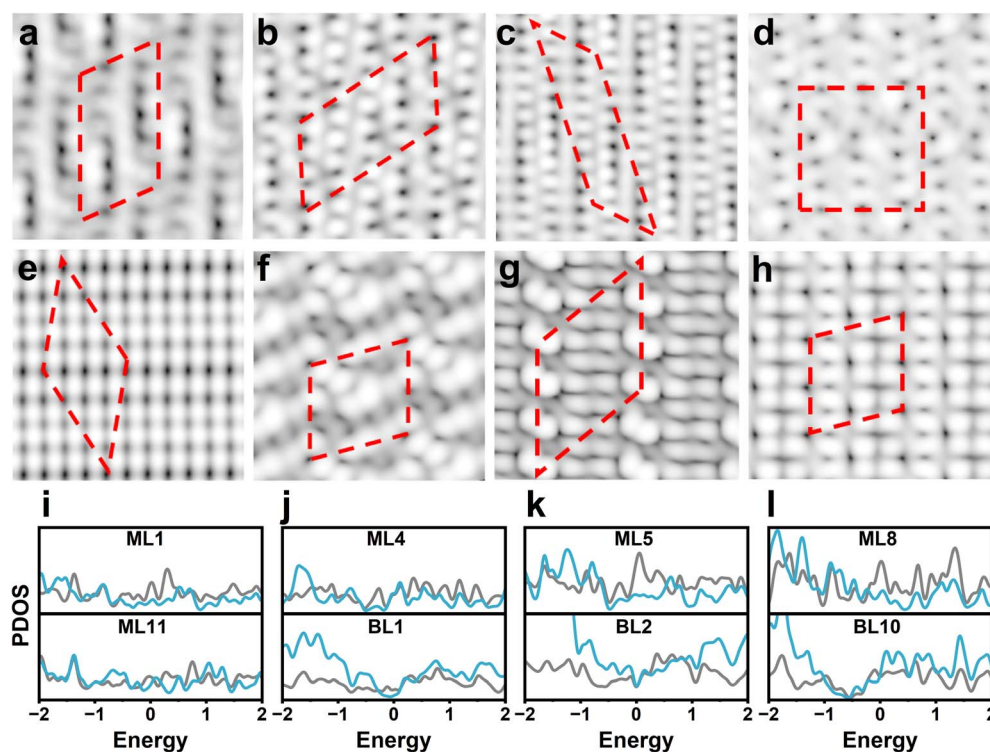 a b c d
e f g h
i j k l
ML1 ML4 ML5 ML8
PDOS
ML11 BL1 BL2 BL10
−2 −1 0 1 2 −2 −1 0 1 2 −2 −1 0 1 2 −2 −1 0 1 2
Energy Energy Energy Energy